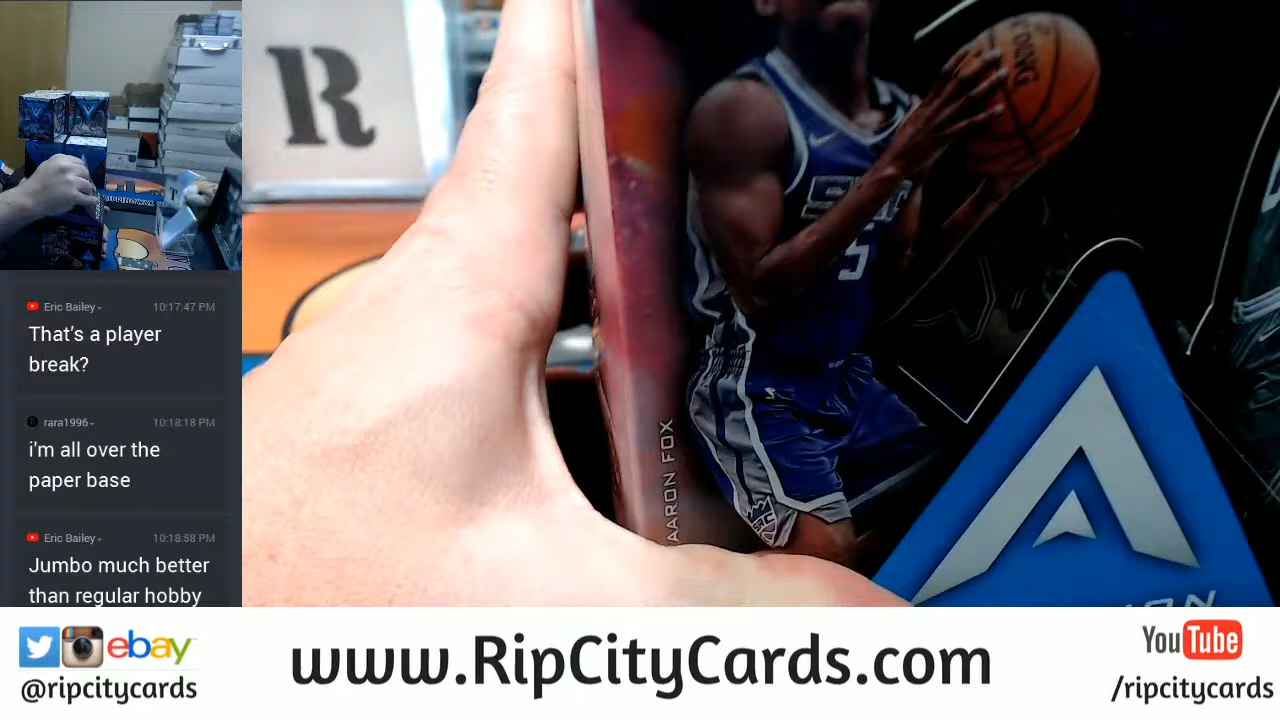 R
Eric Bailey
10:17:47 PM
That's a player
break?
rara1996
10:18:18 PM
i'm all over the
paper base
Eric Bailey
10:18:58 PM
Jumbo much better
than regular hobby
5
AARON FOX
ebay
@ripcitycards
www.RipCityCards.com
YouTube
/ripcitycards